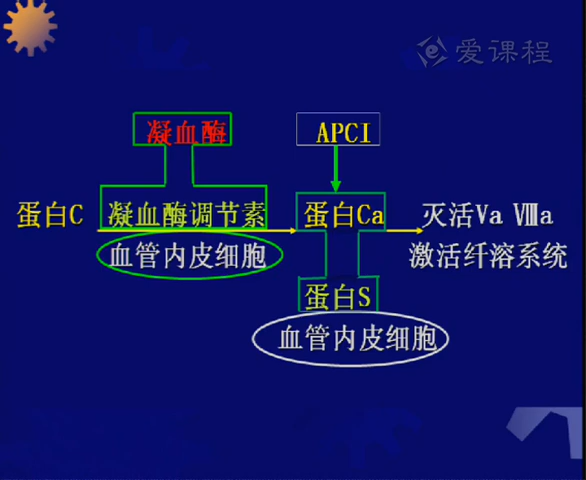 爱课程
凝血酶
APCI
蛋白C
凝血酶调节素
蛋白Ca
灭活Va Ⅷa
血管内皮细胞
激活纤溶系统
蛋白S
血管内皮细胞